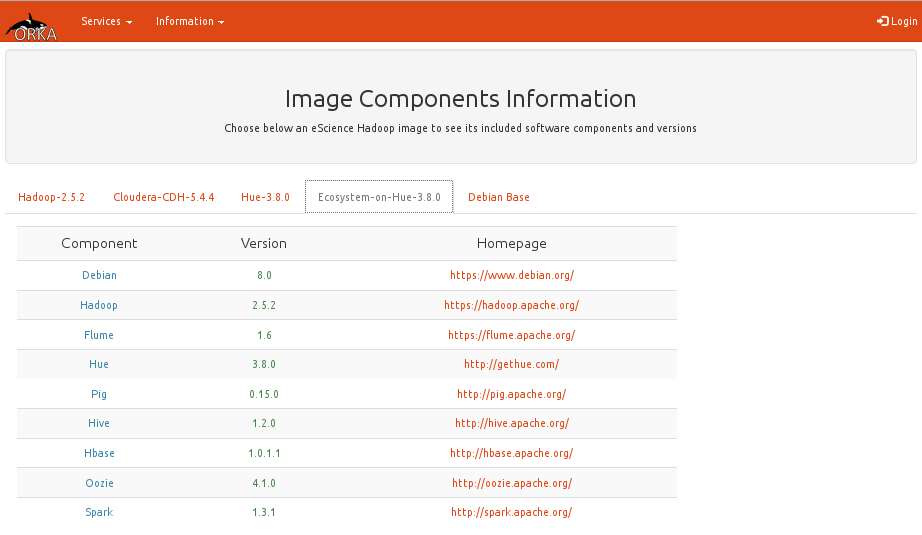 ORKA Services Information Login
Image Components Information
Choose below an eScience Hadoop image to see its included software components and versions
Hadoop-2.5.2 Cloudera-CDH-5.4.4 Hue-3.8.0 Ecosystem-on-Hue-3.8.0 Debian Base
Component Version Homepage
Debian 8.0 https://www.debian.org/
Hadoop 2.5.2 https://hadoop.apache.org/
Flume 1.6 https://flume.apache.org/
Hue 3.8.0 http://gethue.com/
Pig 0.15.0 http://pig.apache.org/
Hive 1.2.0 http://hive.apache.org/
Hbase 1.0.1.1 http://hbase.apache.org/
Oozie 4.1.0 http://oozie.apache.org/
Spark 1.3.1 http://spark.apache.org/